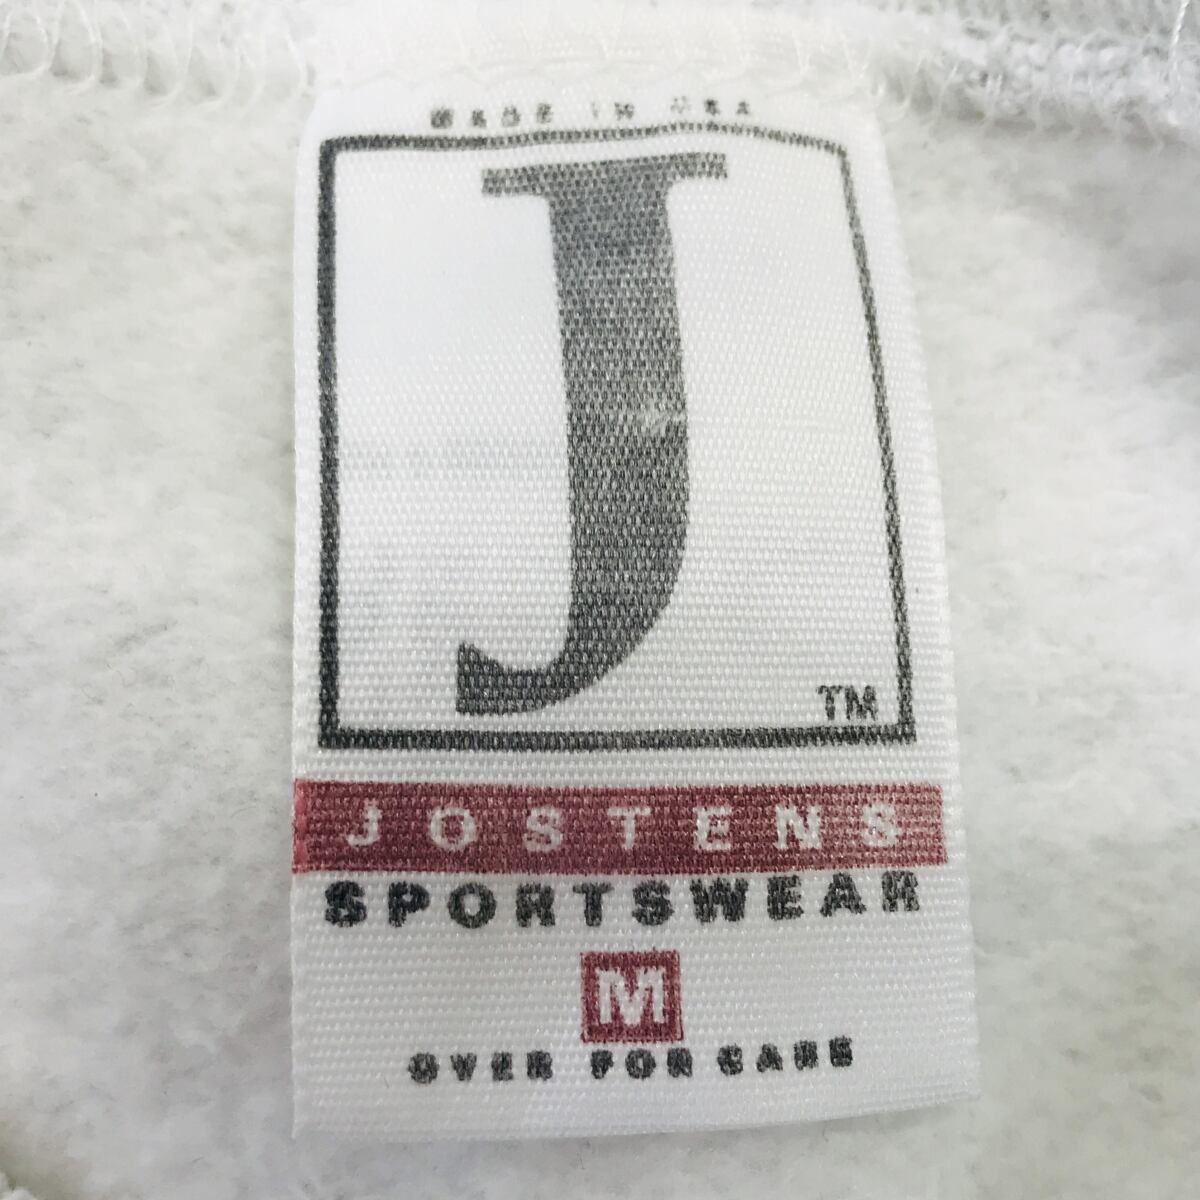 MADE IN USA
J
TM
JOSTENS
SPORTSWEAR
M
OVER FOR CARE